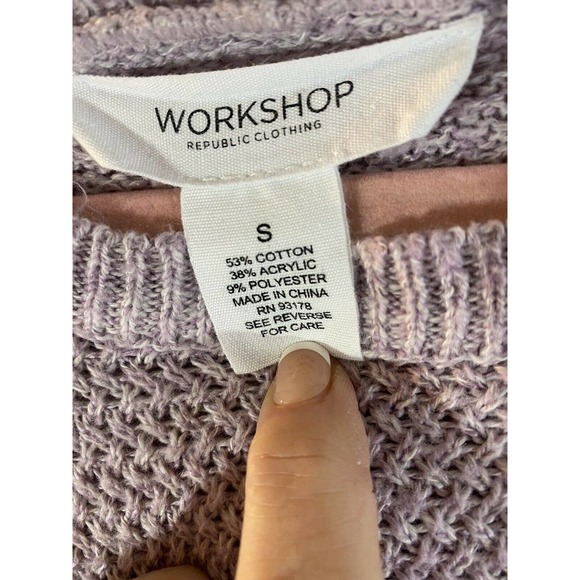 WORKSHOP
REPUBLIC CLOTHING
S
53% COTTON
38% ACRYLIC
9% POLYESTER
MADE IN CHINA
RN 93178
SEE REVERSE
FOR CARE